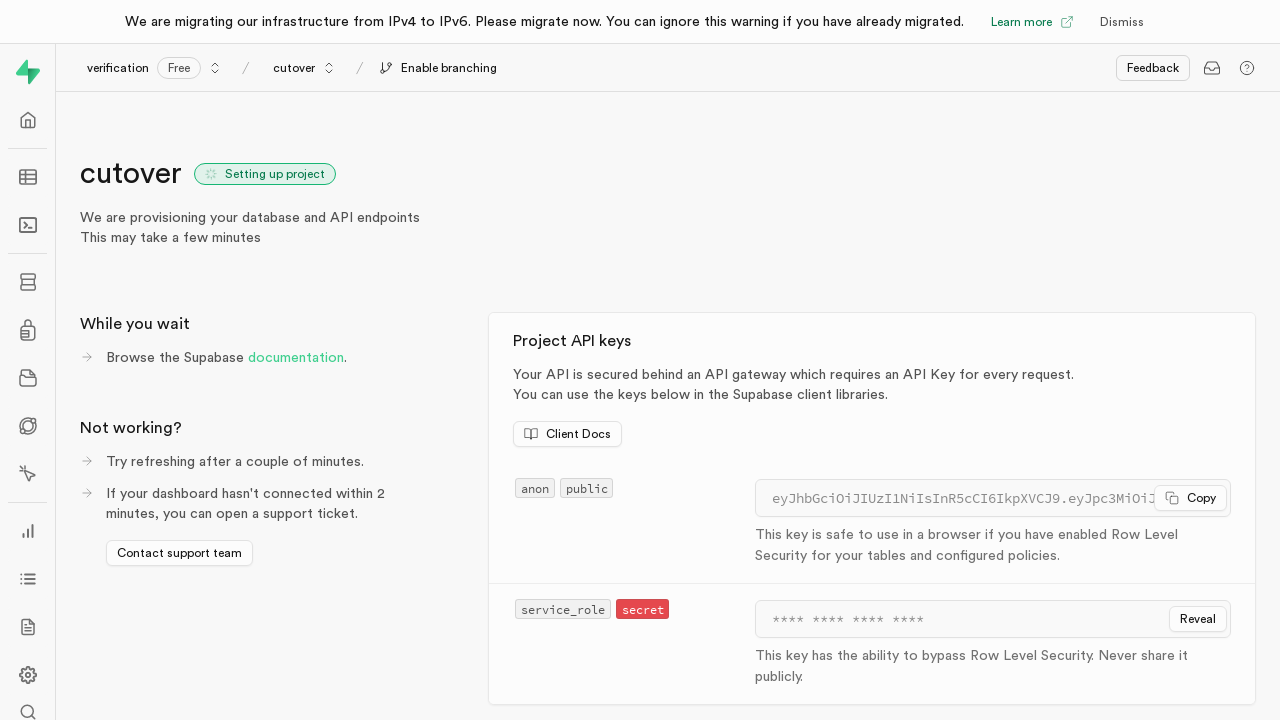 We are migrating our infrastructure from IPv4 to IPv6. Please migrate now. You can ignore this warning if you have already migrated.
Learn more
Dismiss
verification
Free
/
cutover
/
Enable branching
Feedback
cutover
Setting up project
We are provisioning your database and API endpoints
This may take a few minutes
While you wait
Browse the Supabase documentation.
Not working?
Try refreshing after a couple of minutes.
If your dashboard hasn't connected within 2
minutes, you can open a support ticket.
Contact support team
Project API keys
Your API is secured behind an API gateway which requires an API Key for every request.
You can use the keys below in the Supabase client libraries.
Client Docs
anon public
eyJhbGciOiJIUzI1NiIsInR5cCI6IkpXVCJ9.eyJpc3MiOiJ
Copy
This key is safe to use in a browser if you have enabled Row Level
Security for your tables and configured policies.
service_role secret
**** **** **** ****
Reveal
This key has the ability to bypass Row Level Security. Never share it
publicly.